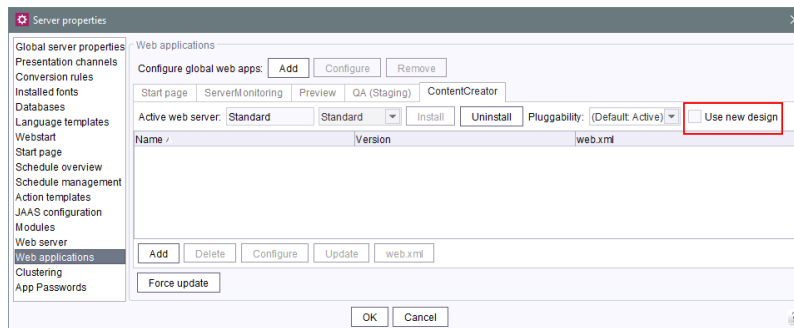 Server properties
Global server properties
Presentation channels
Conversion rules
Installed fonts
Databases
Language templates
Webstart
Start page
Schedule overview
Schedule management
Action templates
JAAS configuration
Modules
Web server
Web applications
Clustering
App Passwords
Web applications
Configure global web apps: Add Configure Remove
Start page ServerMonitoring Preview QA (Staging) ContentCreator
Active web server: Standard Standard Install Uninstall Pluggability: (Default: Active) Use new design
Name Version web.xml
Add Delete Configure Update web.xml
Force update
OK Cancel